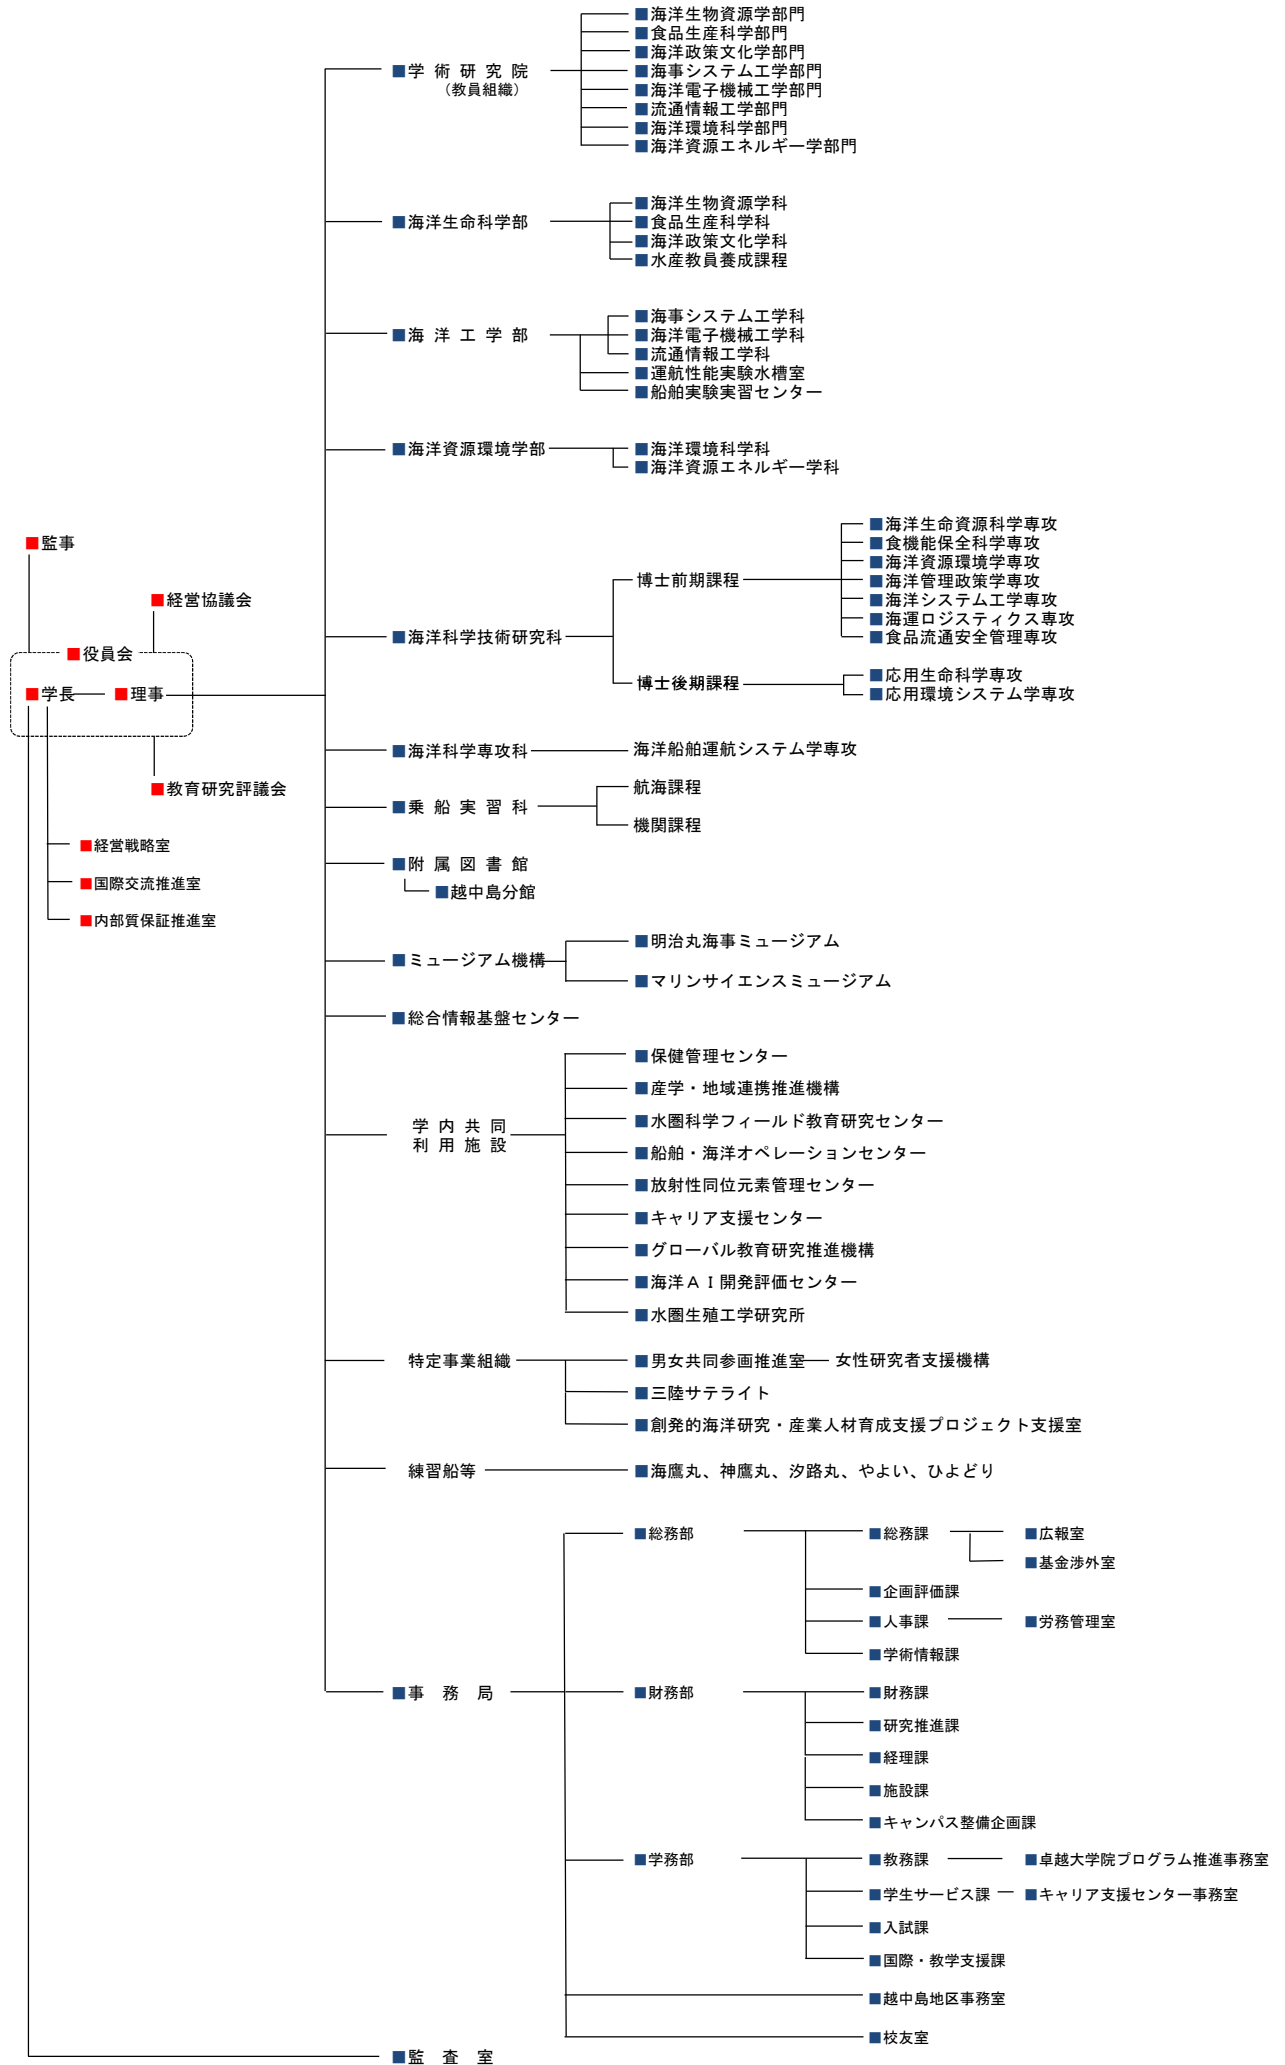 ■監事
■経営協議会
■役員会
■学長
■理事
■教育研究評議会
■経営戦略室
■国際交流推進室
■内部質保証推進室
■学術研究院
（教員組織）
■海洋生物資源学部門
■食品生産科学部門
■海洋政策文化学部門
■海事システム工学部門
■海洋電子機械工学部門
■流通情報工学部門
■海洋環境科学部門
■海洋資源エネルギー学部門
■海洋生命科学部
■海洋生物資源学科
■食品生産科学科
■海洋政策文化学科
■水産教員養成課程
■海洋工学部
■海事システム工学科
■海洋電子機械工学科
■流通情報工学科
■運航性能実験水槽室
■船舶実験実習センター
■海洋資源環境学部
■海洋環境科学科
■海洋資源エネルギー学科
■海洋科学技術研究科
博士前期課程
■海洋生命資源科学専攻
■食機能保全科学専攻
■海洋資源環境学専攻
■海洋管理政策学専攻
■海洋システム工学専攻
■海運ロジスティクス専攻
■食品流通安全管理専攻
博士後期課程
■応用生命科学専攻
■応用環境システム学専攻
■海洋科学専攻科
海洋船舶運航システム学専攻
■乗船実習科
航海課程
機関課程
■附属図書館
■越中島分館
■ミュージアム機構
■明治丸海事ミュージアム
■マリンサイエンスミュージアム
■総合情報基盤センター
学内共同
利用施設
■保健管理センター
■産学・地域連携推進機構
■水圏科学フィールド教育研究センター
■船舶・海洋オペレーションセンター
■放射性同位元素管理センター
■キャリア支援センター
■グローバル教育研究推進機構
■海洋ＡＩ開発評価センター
■水圏生殖工学研究所
特定事業組織
■男女共同参画推進室
女性研究者支援機構
■三陸サテライト
■創発的海洋研究・産業人材育成支援プロジェクト支援室
練習船等
■海鷹丸、神鷹丸、汐路丸、やよい、ひよどり
■事務局
■総務部
■総務課
■広報室
■基金渉外室
■企画評価課
■人事課
■労務管理室
■学術情報課
■財務部
■財務課
■研究推進課
■経理課
■施設課
■キャンパス整備企画課
■学務部
■教務課
■卓越大学院プログラム推進事務室
■学生サービス課
■キャリア支援センター事務室
■入試課
■国際・教学支援課
■越中島地区事務室
■校友室
■監査室